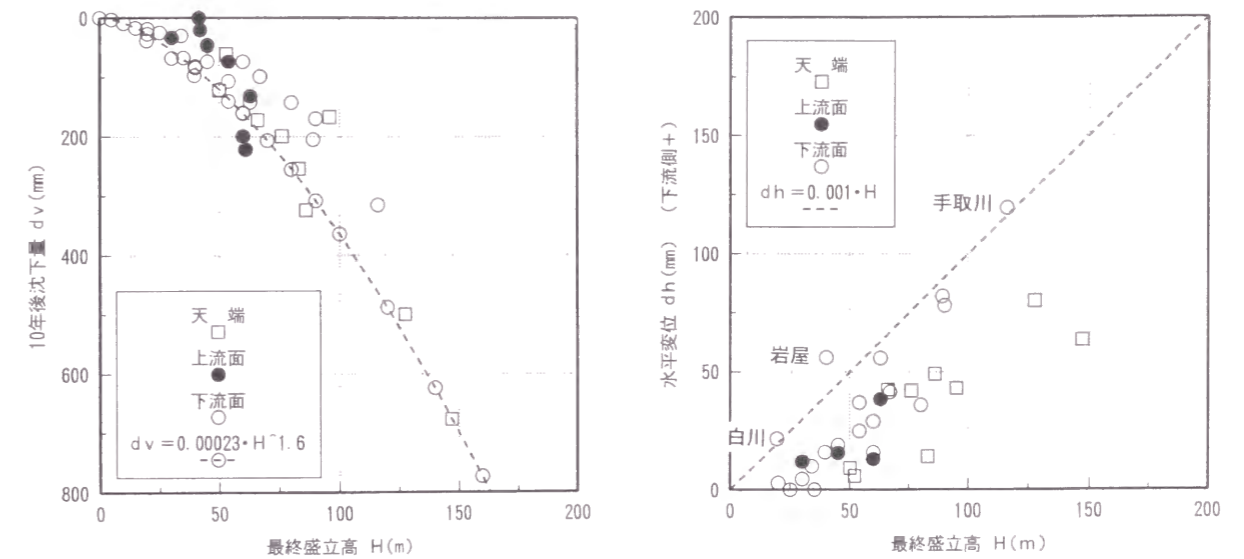 0
200
400
600
800
0
50
100
150
200
10年後沈下量 dv(mm)
最終盛立高 H(m)
天 端
上流面
下流面
dv=0.00023・H^1.6
200
150
100
50
0
0
50
100
150
200
水平変位 dh(mm) (下流側+)
最終盛立高 H(m)
天 端
上流面
下流面
dh=0.001・H
手取川
岩屋
白川